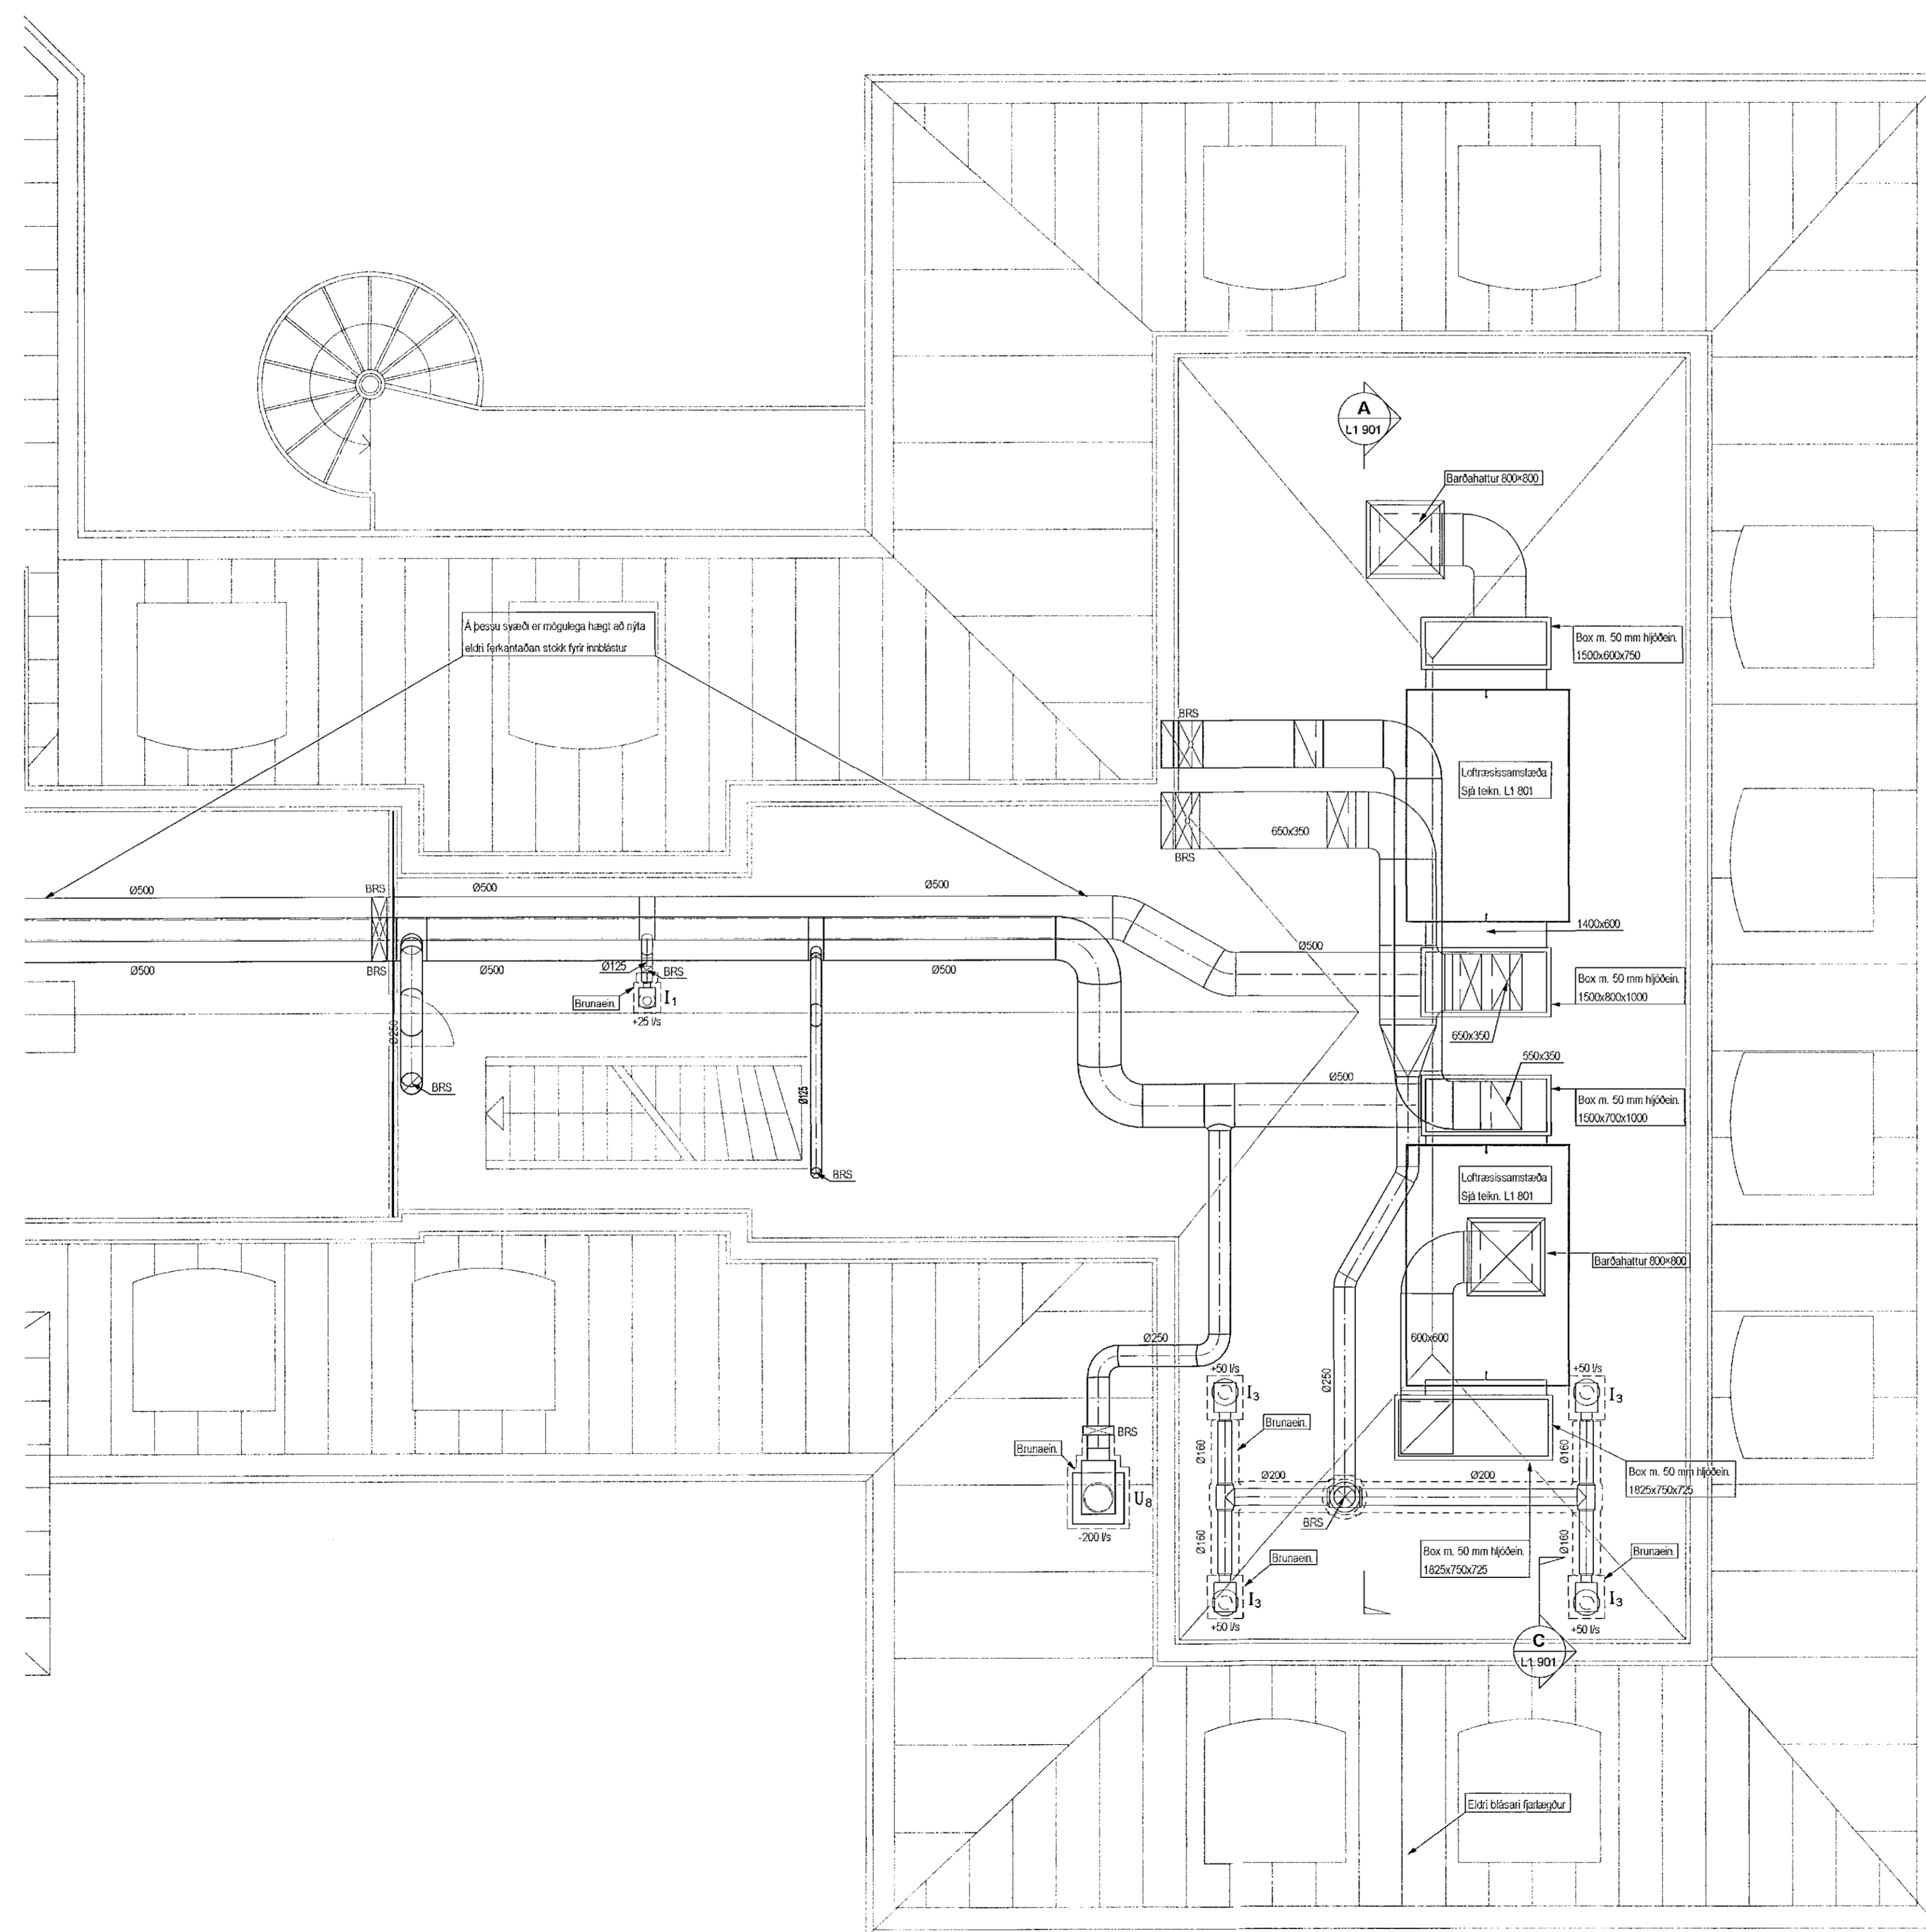 A
L1 901
Barðahattur 800×800
Á þessu svæði er mögulega hægt að nýta
eldri ferkantaðan stokk fyrir innblástur
Box m. 50 mm hljóðein.
1500x600x750
BRS
Loftræsissamstæða
Sjá teikn. L1 801
650x350
BRS
Ø500
BRS
Ø500
Ø500
1400x600
Ø500
Ø500
BRS
Ø500
Ø125
BRS
Ø500
Box m. 50 mm hljóðein.
1500x800x1000
Brunaein.
I1
+25 l/s
Ø250
650x350
550x350
Ø500
BRS
Ø125
Box m. 50 mm hljóðein.
1500x700x1000
BRS
Loftræsissamstæða
Sjá teikn. L1 801
Barðahattur 800×800
Ø250
600x600
+50 l/s
I3
Ø250
+50 l/s
I3
Brunaein.
BRS
Brunaein.
Ø160
Ø160
Ø200
Ø200
Box m. 50 mm hljóðein.
1825x750x725
U8
-200 l/s
BRS
Ø160
Ø160
Box m. 50 mm hljóðein.
1825x750x725
Brunaein.
Brunaein.
I3
+50 l/s
I3
+50 l/s
C
L1 901
Eldri blásari fjarlægður